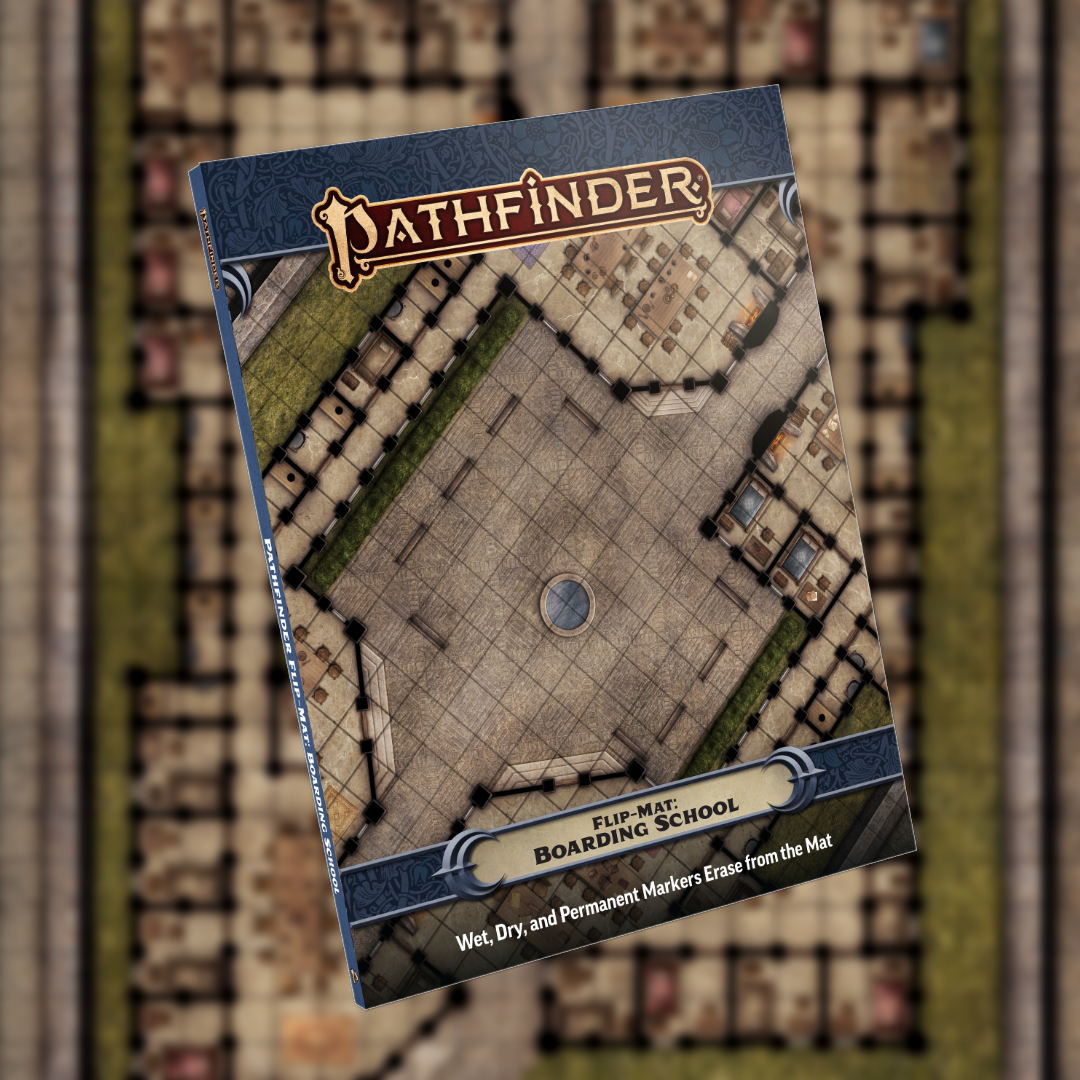 PATHFINDER
FLIP-MAT:
BOARDING SCHOOL
Wet, Dry, and Permanent Markers Erase from the Mat
PATHFINDER
PATHFINDER FLIP-MAT: BOARDING SCHOOL